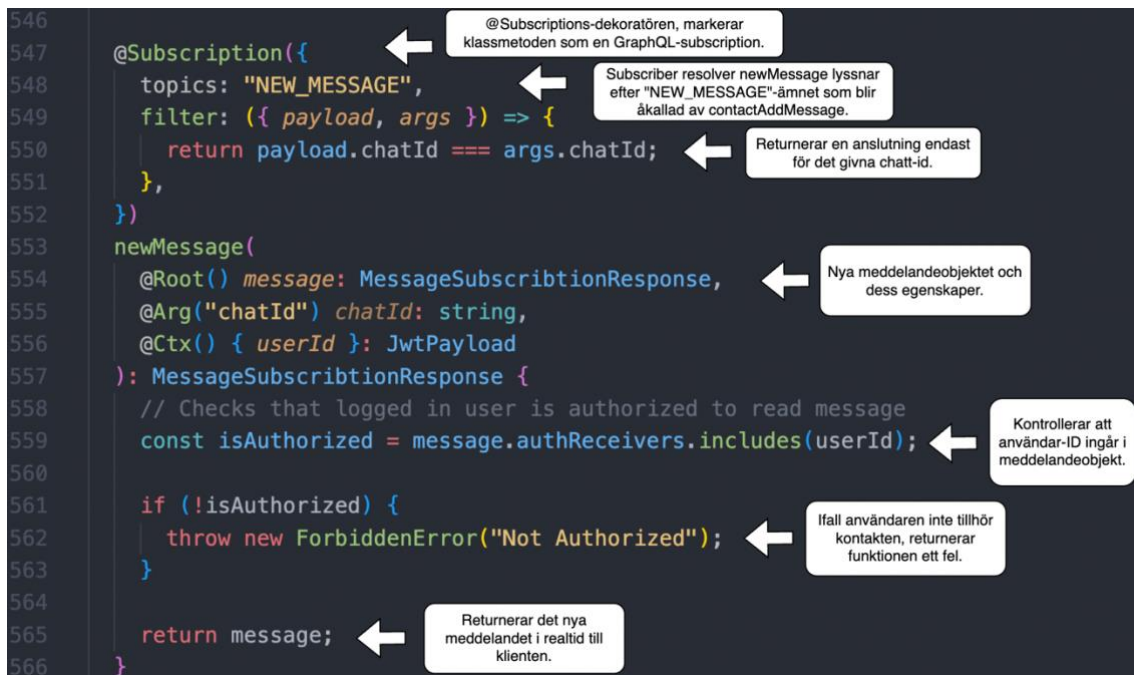 546
@Subscriptions-dekoratören, markerar
klassmetoden som en GraphQL-subscription.
547 @Subscription({
548 topics: "NEW_MESSAGE",
Subscriber resolver newMessage lyssnar
efter "NEW_MESSAGE"-ämnet som blir
åkallad av contactAddMessage.
549 filter: ({ payload, args }) => {
550 return payload.chatId === args.chatId;
Returnerar en anslutning endast
för det givna chatt-id.
551 },
552 })
553 newMessage(
554 @Root() message: MessageSubscribtionResponse,
Nya meddelandeobjektet och
dess egenskaper.
555 @Arg("chatId") chatId: string,
556 @Ctx() { userId }: JwtPayload
557 ): MessageSubscribtionResponse {
558 // Checks that logged in user is authorized to read message
559 const isAuthorized = message.authReceivers.includes(userId);
Kontrollerar att
användar-ID ingår i
meddelandeobjekt.
560
561 if (!isAuthorized) {
562 throw new ForbiddenError("Not Authorized");
Ifall användaren inte tillhör
kontakten, returnerar
funktionen ett fel.
563 }
564
565 return message;
Returnerar det nya
meddelandet i realtid till
klienten.
566 }